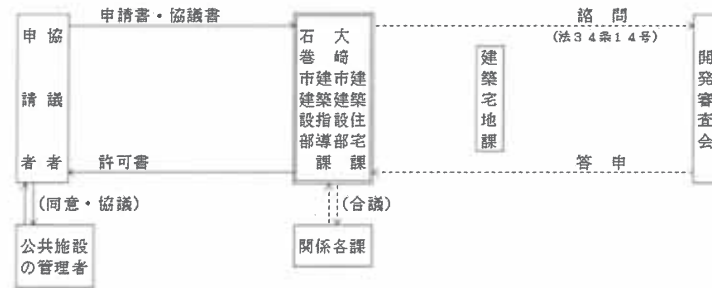 申請書・協議書
諮問
(法34条14号)
申請者
協議者
石巻市建設部
建築指導課
大崎市建設部
建築住宅課
建築宅地課
開発審査会
許可書
答申
(同意・協議)
(合議)
公共施設
の管理者
関係各課